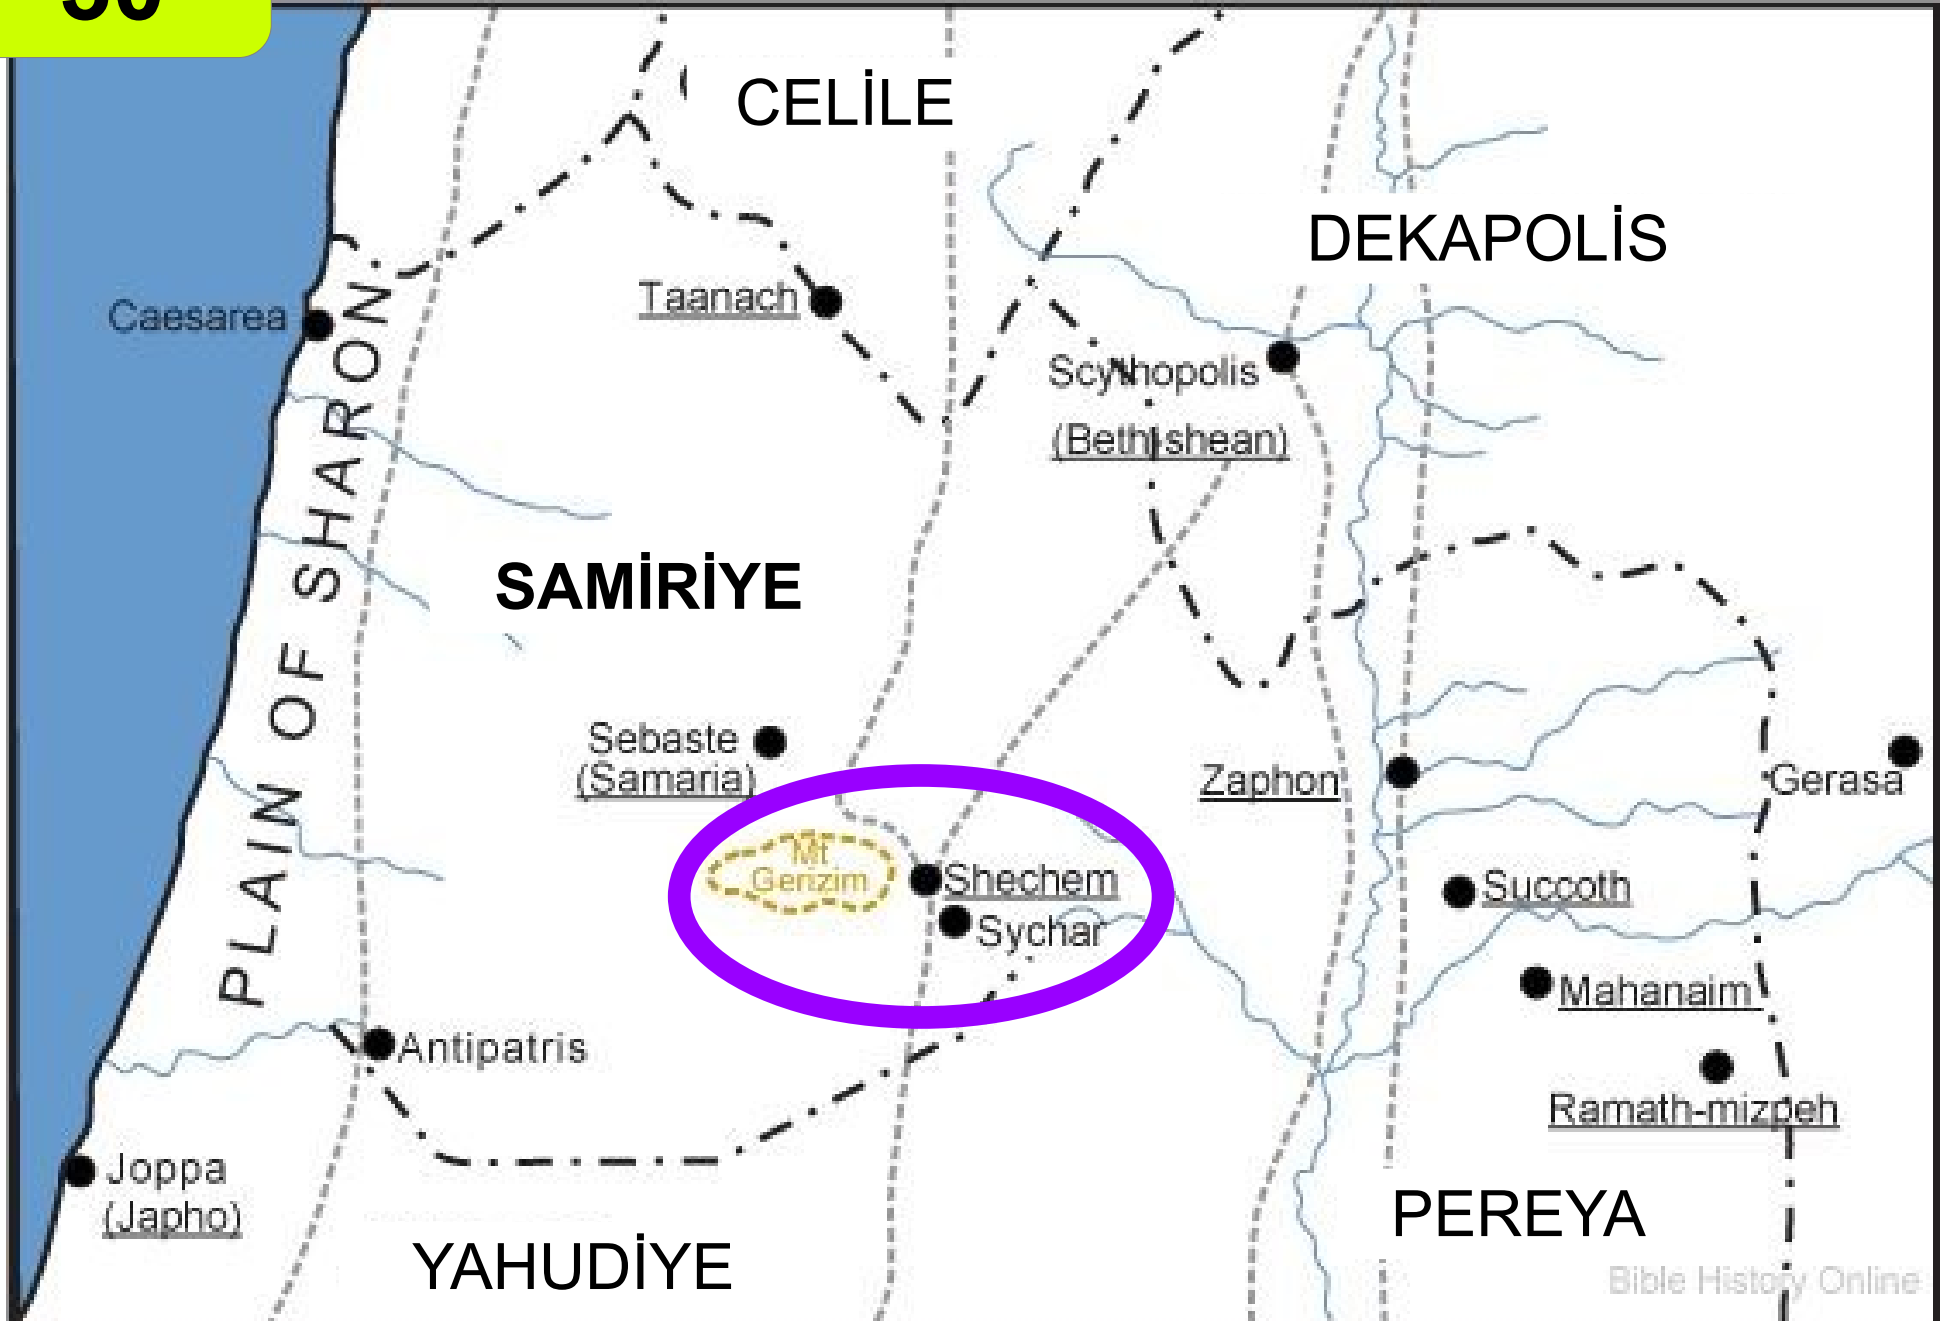 CELİLE
DEKAPOLİS
Caesarea
Taanach
Scythopolis
(Beth-shean)
PLAIN OF SHARON
SAMİRİYE
Sebaste
(Samaria)
Zaphon
Gerasa
Mt
Gerizim
Shechem
Sychar
Succoth
Mahanaim
Antipatris
Ramath-mizpeh
Joppa
(Japho)
PEREYA
YAHUDİYE
Bible History Online